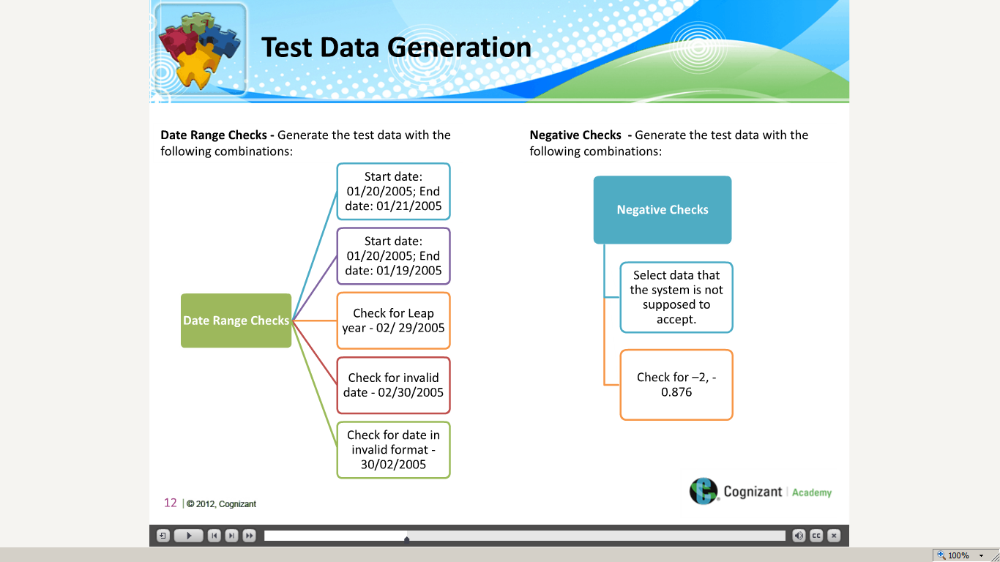 Test Data Generation
Date Range Checks - Generate the test data with the
following combinations:
Date Range Checks
Start date:
01/20/2005; End
date: 01/21/2005
Start date:
01/20/2005; End
date: 01/19/2005
Check for Leap
year - 02/ 29/2005
Check for invalid
date - 02/30/2005
Check for date in
invalid format -
30/02/2005
Negative Checks  - Generate the test data with the
following combinations:
Negative Checks
Select data that
the system is not
supposed to
accept.
Check for –2, -
0.876
12 | © 2012, Cognizant
Cognizant | Academy
CC
100%